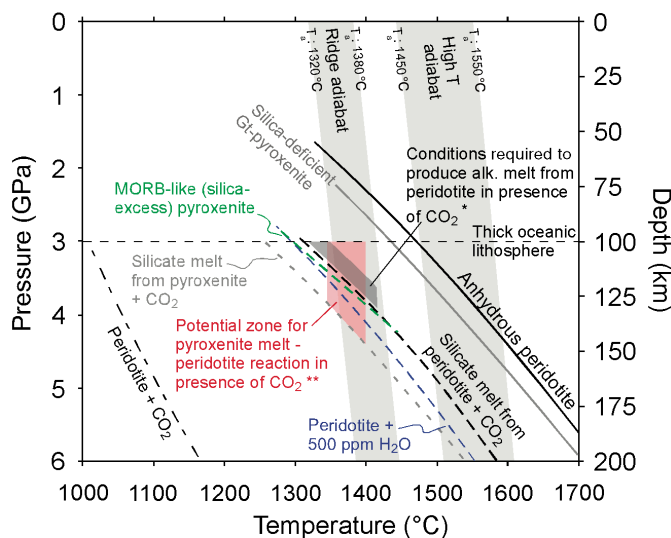 0
1
2
3
4
5
6
Pressure (GPa)
0
25
50
75
100
125
150
175
200
Depth (km)
1000
1100
1200
1300
1400
1500
1600
1700
Temperature (°C)
Tₐ: 1320°C
Ridge adiabat
Tₐ: 1380°C
Tₐ: 1450°C
High T
adiabat
Tₐ: 1550°C
Silica-deficient
Gt-pyroxenite
MORB-like (silica-
excess) pyroxenite
Conditions required to
produce alk. melt from
peridotite in presence
of CO₂ *
Thick oceanic
lithosphere
Silicate melt
from pyroxenite
+ CO₂
Anhydrous peridotite
Potential zone for
pyroxenite melt -
peridotite reaction in
presence of CO₂ **
Silicate melt from
peridotite + CO₂
Peridotite + CO₂
Peridotite +
500 ppm H₂O